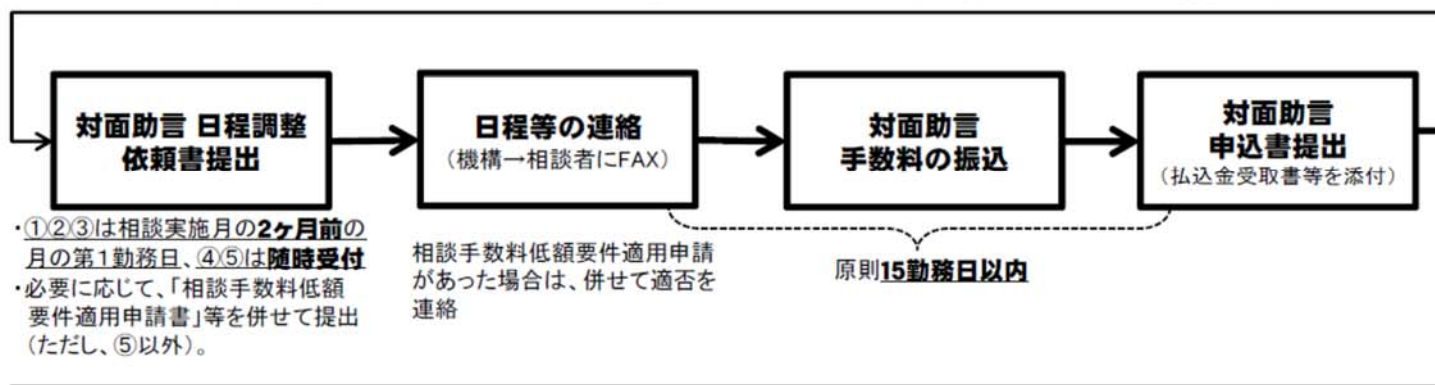 対面助言 日程調整
依頼書提出
日程等の連絡
(機構→相談者にFAX)
対面助言
手数料の振込
対面助言
申込書提出
(払込金受取書等を添付)
・①②③は相談実施月の2ヶ月前の
月の第1勤務日、④⑤は随時受付
・必要に応じて、「相談手数料低額
要件適用申請書」等を併せて提出
(ただし、⑤以外)。
相談手数料低額要件適用申請
があった場合は、併せて適否を
連絡
原則15勤務日以内